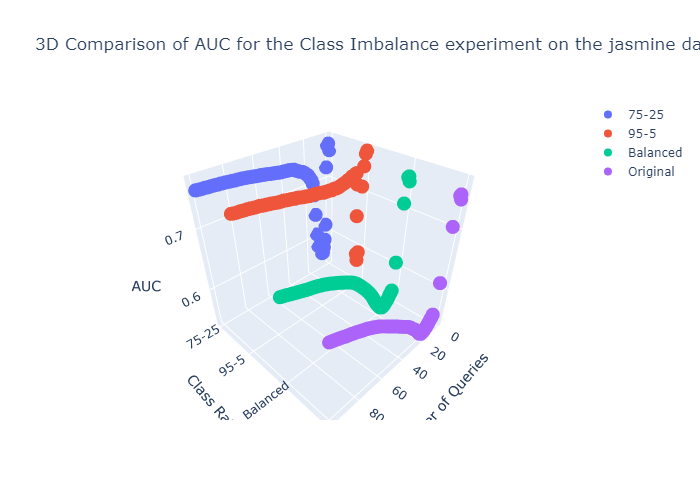 3D Comparison of AUC for the Class Imbalance experiment on the jasmine da
75-25
95-5
Balanced
Original
0.7
0.6
AUC
75-25
95-5
Balanced
Class Ra
0
20
40
60
80
er of Queries